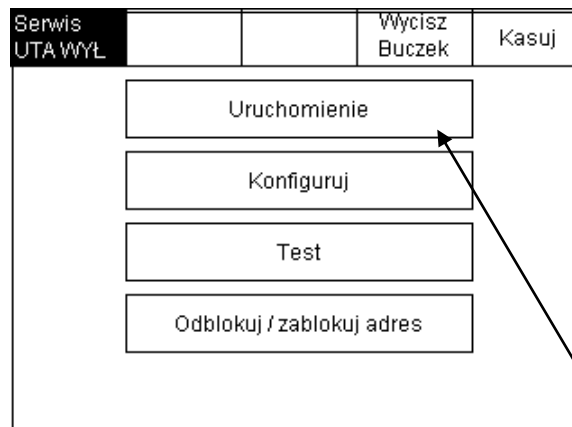 Serwis
UTA WYŁ
Wycisz
Buczek
Kasuj
Uruchomienie
Konfiguruj
Test
Odblokuj / zablokuj adres